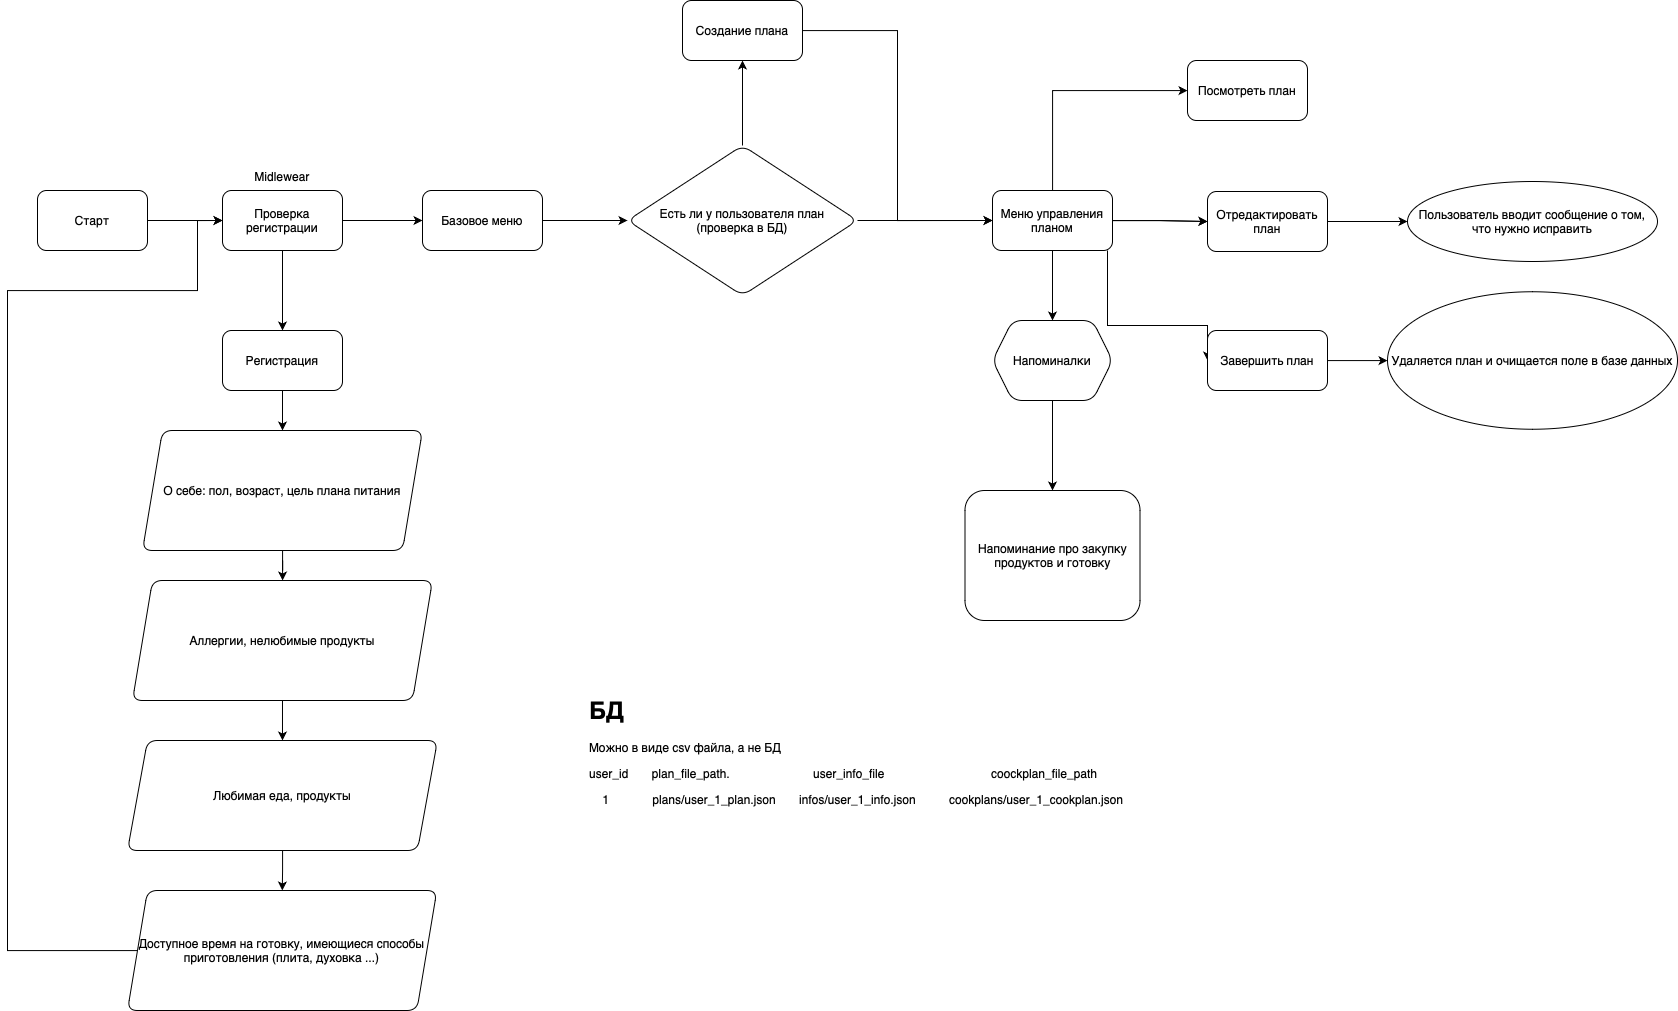 Создание плана
Посмотреть план
Midlewear
Старт
Проверка
регистрации
Базовое меню
Есть ли у пользователя план
(проверка в БД)
Меню управления
планом
Отредактировать
план
Пользователь вводит сообщение о том,
что нужно исправить
Регистрация
Напоминалки
Завершить план
Удаляется план и очищается поле в базе данных
О себе: пол, возраст, цель плана питания
Напоминание про закупку
продуктов и готовку
Аллергии, нелюбимые продукты
Любимая еда, продукты
Доступное время на готовку, имеющиеся способы
приготовления (плита, духовка ...)
БД
Можно в виде csv файла, а не БД
user_id plan_file_path. user_info_file coockplan_file_path
1 plans/user_1_plan.json infos/user_1_info.json cookplans/user_1_cookplan.json